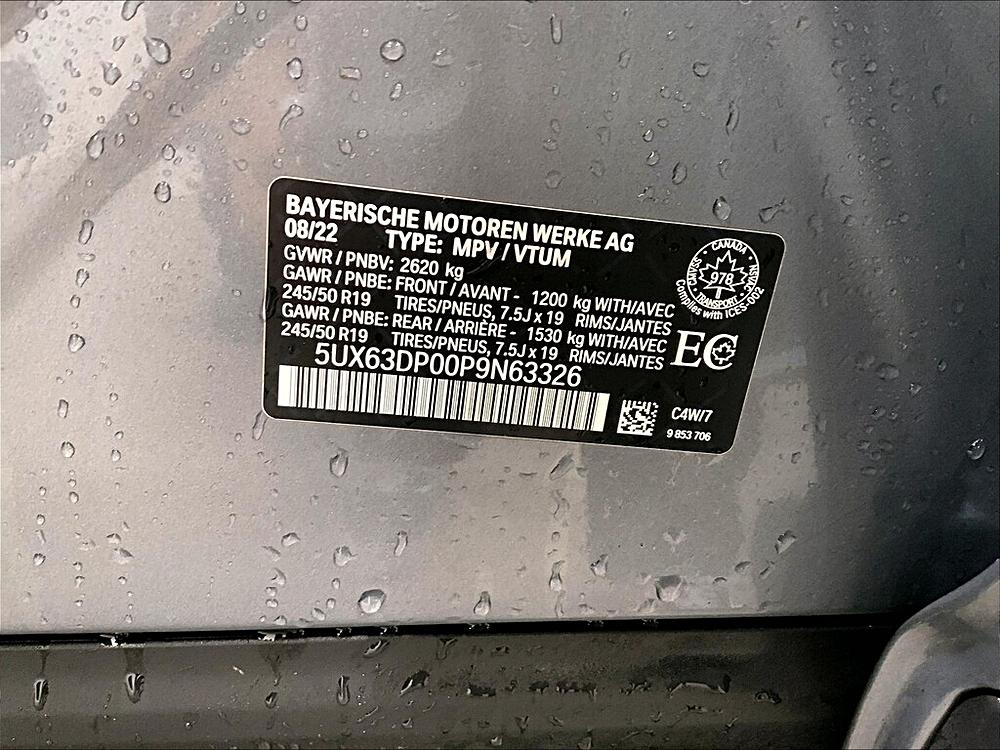 BAYERISCHE MOTOREN WERKE AG
08/22 TYPE: MPV / VTUM
GVWR / PNBV: 2620 kg
GAWR / PNBE: FRONT / AVANT - 1200 kg WITH/AVEC
245/50 R19 TIRES/PNEUS, 7.5J x 19 RIMS/JANTES
GAWR / PNBE: REAR / ARRIÈRE - 1530 kg WITH/AVEC
245/50 R19 TIRES/PNEUS, 7.5J x 19 RIMS/JANTES
5UX63DP00P9N63326
CANADA
CMVSS 978 NSVAC
TRANSPORT
Complies with ICES-002
EC
C4W/7
9 853 706